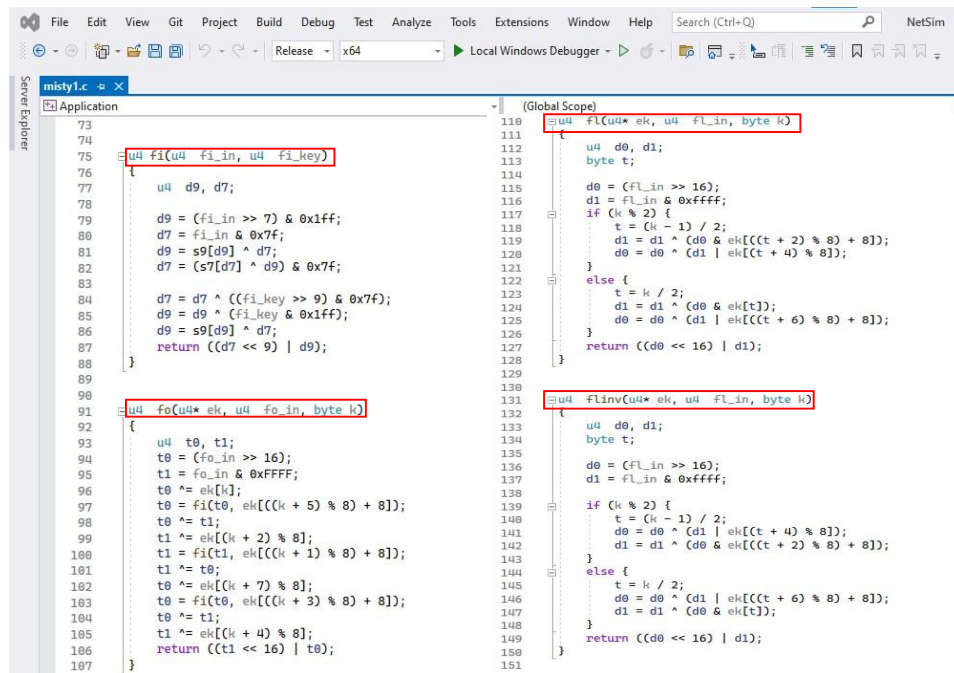 File Edit View Git Project Build Debug Test Analyze Tools Extensions Window Help Search (Ctrl+Q) NetSim
Release x64 Local Windows Debugger
Server Explorer
misty1.c
Application
73
74
75 u4 fi(u4 fi_in, u4 fi_key)
76 {
77 u4 d9, d7;
78
79 d9 = (fi_in >> 7) & 0x1ff;
80 d7 = fi_in & 0x7f;
81 d9 = s9[d9] ^ d7;
82 d7 = (s7[d7] ^ d9) & 0x7f;
83
84 d7 = d7 ^ ((fi_key >> 9) & 0x7f);
85 d9 = d9 ^ (fi_key & 0x1ff);
86 d9 = s9[d9] ^ d7;
87 return ((d7 << 9) | d9);
88 }
89
90
91 u4 fo(u4* ek, u4 fo_in, byte k)
92 {
93 u4 t0, t1;
94 t0 = (fo_in >> 16);
95 t1 = fo_in & 0xFFFF;
96 t0 ^= ek[k];
97 t0 = fi(t0, ek[((k + 5) % 8) + 8]);
98 t0 ^= t1;
99 t1 ^= ek[(k + 2) % 8];
100 t1 = fi(t1, ek[((k + 1) % 8) + 8]);
101 t1 ^= t0;
102 t0 ^= ek[(k + 7) % 8];
103 t0 = fi(t0, ek[((k + 3) % 8) + 8]);
104 t0 ^= t1;
105 t1 ^= ek[(k + 4) % 8];
106 return ((t1 << 16) | t0);
107 }
(Global Scope)
110 u4 fl(u4* ek, u4 fl_in, byte k)
111 {
112 u4 d0, d1;
113 byte t;
114
115 d0 = (fl_in >> 16);
116 d1 = fl_in & 0xffff;
117 if (k % 2) {
118 t = (k - 1) / 2;
119 d1 = d1 ^ (d0 & ek[((t + 2) % 8) + 8]);
120 d0 = d0 ^ (d1 | ek[(t + 4) % 8]);
121 }
122 else {
123 t = k / 2;
124 d1 = d1 ^ (d0 & ek[t]);
125 d0 = d0 ^ (d1 | ek[((t + 6) % 8) + 8]);
126 }
127 return ((d0 << 16) | d1);
128 }
129
130
131 u4 flinv(u4* ek, u4 fl_in, byte k)
132 {
133 u4 d0, d1;
134 byte t;
135
136 d0 = (fl_in >> 16);
137 d1 = fl_in & 0xffff;
138
139 if (k % 2) {
140 t = (k - 1) / 2;
141 d0 = d0 ^ (d1 | ek[(t + 4) % 8]);
142 d1 = d1 ^ (d0 & ek[((t + 2) % 8) + 8]);
143 }
144 else {
145 t = k / 2;
146 d0 = d0 ^ (d1 | ek[((t + 6) % 8) + 8]);
147 d1 = d1 ^ (d0 & ek[t]);
148 }
149 return ((d0 << 16) | d1);
150 }
151